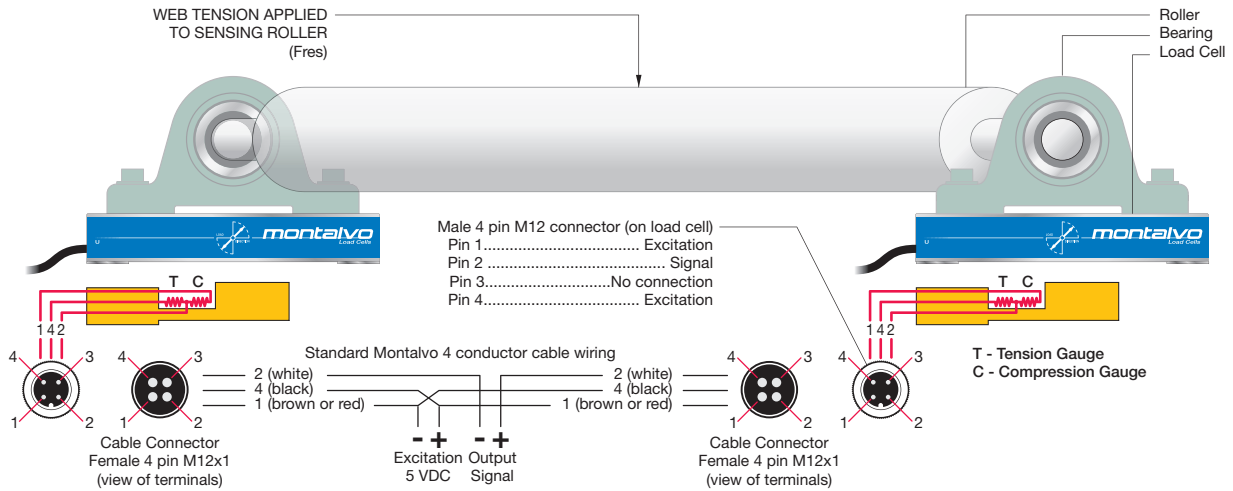 WEB TENSION APPLIED
TO SENSING ROLLER
(Fres)
Roller
Bearing
Load Cell
U
montalvo
Load Cells
U
montalvo
Load Cells
Male 4 pin M12 connector (on load cell)
Pin 1............................. Excitation
Pin 2 ..................................... Signal
Pin 3..........................No connection
Pin 4................................ Excitation
T C
1 4 2
T C
1 4 2
T - Tension Gauge
C - Compression Gauge
4 3
1 2
4 3
1 2
Standard Montalvo 4 conductor cable wiring
2 (white)
4 (black)
1 (brown or red)
2 (white)
4 (black)
1 (brown or red)
4 3
1 2
4 3
1 2
- +
Excitation
5 VDC
- +
Output
Signal
Cable Connector
Female 4 pin M12x1
(view of terminals)
Cable Connector
Female 4 pin M12x1
(view of terminals)